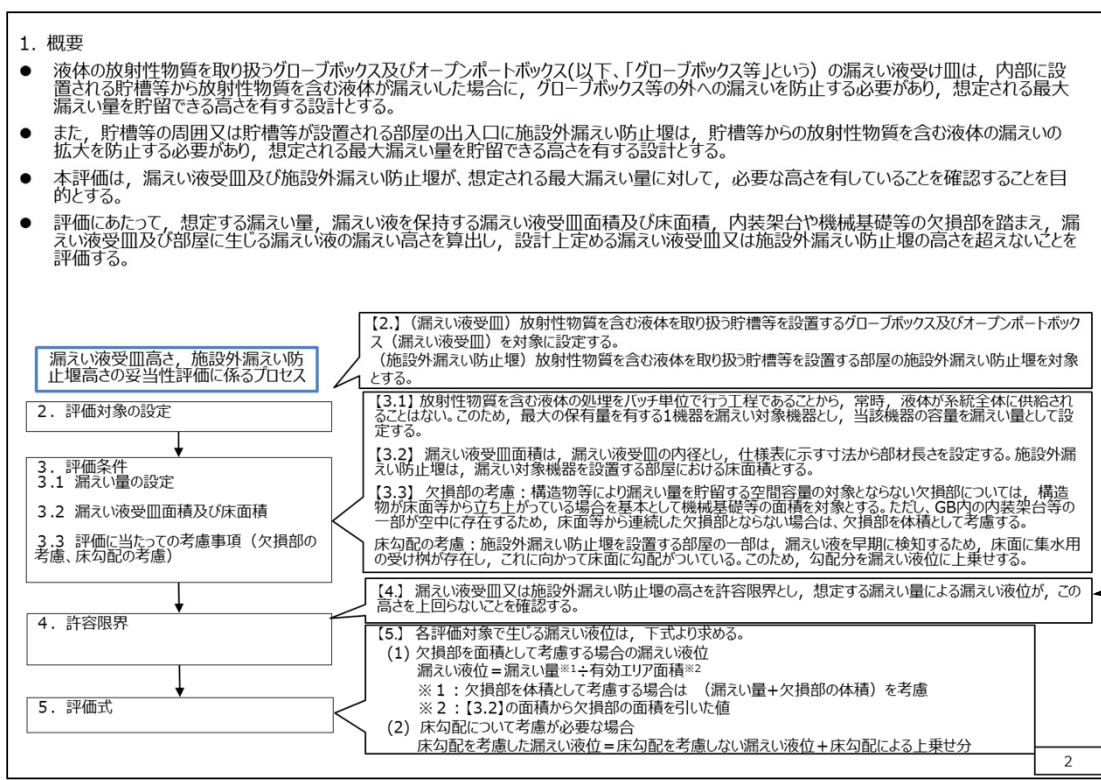 1. 概要
● 液体の放射性物質を取り扱うグローブボックス及びオープンポートボックス(以下、「グローブボックス等」という) の漏えい液受け皿は，内部に設
置される貯槽等から放射性物質を含む液体が漏えいした場合に，グローブボックス等の外への漏えいを防止する必要があり，想定される最大
漏えい量を貯留できる高さを有する設計とする。
● また，貯槽等の周囲又は貯槽等が設置される部屋の出入口に施設外漏えい防止堰は，貯槽等からの放射性物質を含む液体の漏えいの
拡大を防止する必要があり，想定される最大漏えい量を貯留できる高さを有する設計とする。
● 本評価は，漏えい液受皿及び施設外漏えい防止堰が、想定される最大漏えい量に対して，必要な高さを有していることを確認することを目
的とする。
● 評価にあたって，想定する漏えい量，漏えい液を保持する漏えい液受皿面積及び床面積，内装架台や機械基礎等の欠損部を踏まえ，漏
えい液受皿及び部屋に生じる漏えい液の漏えい高さを算出し，設計上定める漏えい液受皿又は施設外漏えい防止堰の高さを超えないことを
評価する。
漏えい液受皿高さ，施設外漏えい防
止堰高さの妥当性評価に係るプロセス
【2.】（漏えい液受皿）放射性物質を含む液体を取り扱う貯槽等を設置するグローブボックス及びオープンポートボック
ス（漏えい液受皿）を対象に設定する。
（施設外漏えい防止堰）放射性物質を含む液体を取り扱う貯槽等を設置する部屋の施設外漏えい防止堰を対象
とする。
2．評価対象の設定
【3.1】放射性物質を含む液体の処理をバッチ単位で行う工程であることから，常時，液体が系統全体に供給され
ることはない。このため，最大の保有量を有する1機器を漏えい対象機器とし，当該機器の容量を漏えい量として設
定する。
【3.2】 漏えい液受皿面積は，漏えい液受皿の内径とし，仕様表に示す寸法から部材長さを設定する。施設外漏
えい防止堰は，漏えい対象機器を設置する部屋における床面積とする。
【3.3】 欠損部の考慮：構造物等により漏えい量を貯留する空間容量の対象とならない欠損部については，構造
物が床面等から立ち上がっている場合を基本として機械基礎等の面積を対象とする。ただし、GB内の内装架台等の
一部が空中に存在するため，床面等から連続した欠損部とならない場合は、欠損部を体積として考慮する。
床勾配の考慮：施設外漏えい防止堰を設置する部屋の一部は，漏えい液を早期に検知するため，床面に集水用
の受け桝が存在し，これに向かって床面に勾配がついている。このため，勾配分を漏えい液位に上乗せする。
3．評価条件
3.1 漏えい量の設定
3.2 漏えい液受皿面積及び床面積
3.3 評価に当たっての考慮事項（欠損部の
考慮、床勾配の考慮）
【4.】 漏えい液受皿又は施設外漏えい防止堰の高さを許容限界とし，想定する漏えい量による漏えい液位が，この
高さを上回らないことを確認する。
4．許容限界
【5.】 各評価対象で生じる漏えい液位は，下式より求める。
(1) 欠損部を面積として考慮する場合の漏えい液位
漏えい液位＝漏えい量※1÷有効エリア面積※2
※１：欠損部を体積として考慮する場合は （漏えい量+欠損部の体積）を考慮
※２：【3.2】の面積から欠損部の面積を引いた値
(2) 床勾配について考慮が必要な場合
床勾配を考慮した漏えい液位＝床勾配を考慮しない漏えい液位＋床勾配による上乗せ分
5．評価式
2